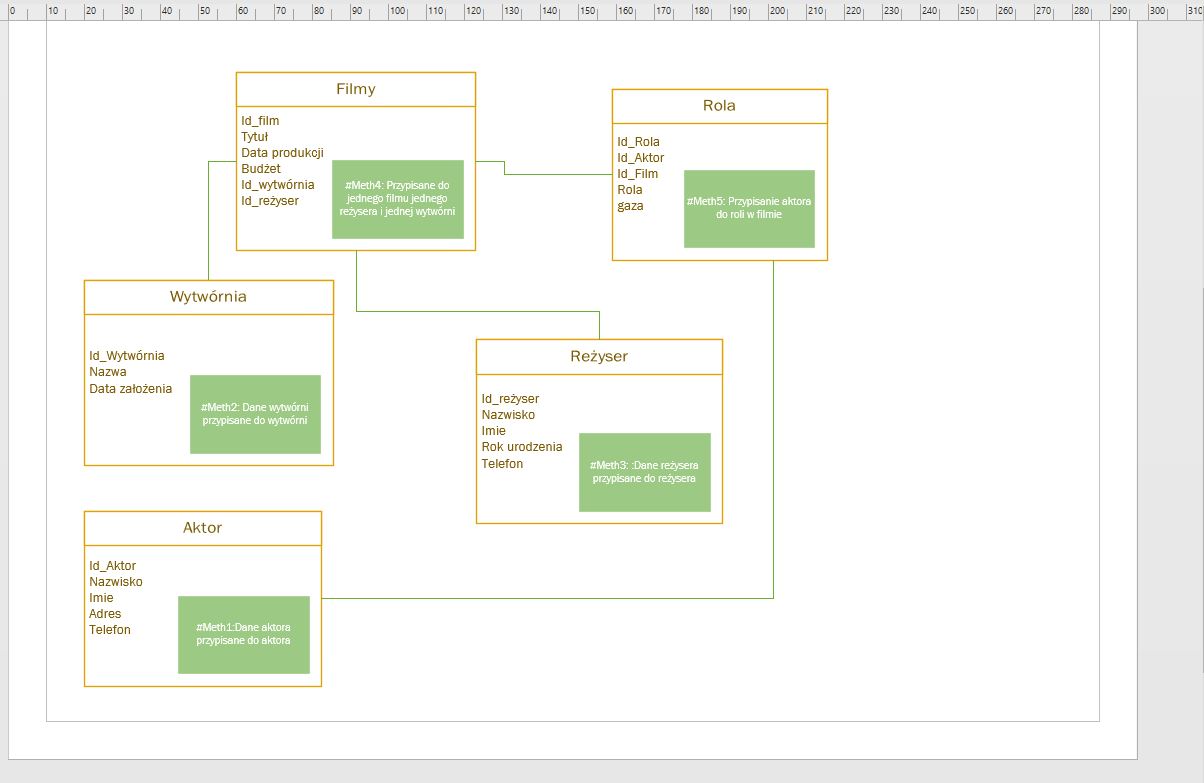 0 10 20 30 40 50 60 70 80 90 100 110 120 130 140 150 160 170 180 190 200 210 220 230 240 250 260 270 280 290 300 310
Filmy
Id_film
Tytuł
Data produkcji
Budżet
Id_wytwórnia
Id_reżyser
#Meth4: Przypisane do
jednego filmu jednego
reżysera i jednej wytwórni
Rola
Id_Rola
Id_Aktor
Id_Film
Rola
gaza
#Meth5: Przypisanie aktora
do roli w filmie
Wytwórnia
Id_Wytwórnia
Nazwa
Data założenia
#Meth2: Dane wytwórni
przypisane do wytwórni
Reżyser
Id_reżyser
Nazwisko
Imie
Rok urodzenia
Telefon
#Meth3: :Dane reżysera
przypisane do reżysera
Aktor
Id_Aktor
Nazwisko
Imie
Adres
Telefon
#Meth1:Dane aktora
przypisane do aktora